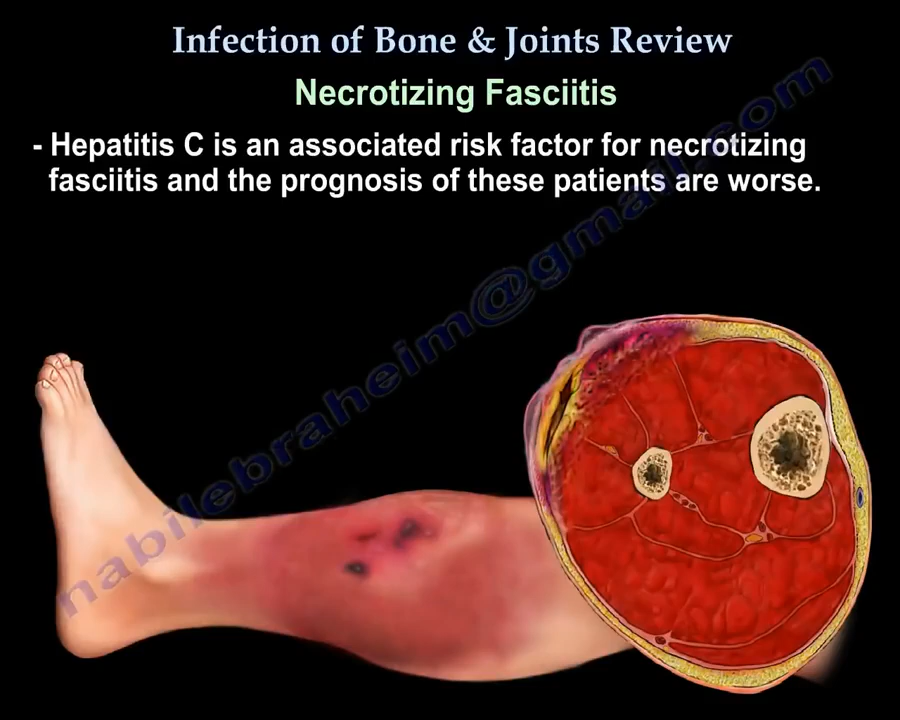 Infection of Bone & Joints Review
Necrotizing Fasciitis
- Hepatitis C is an associated risk factor for necrotizing
fasciitis and the prognosis of these patients are worse.
nabilebraheim@gmail.com